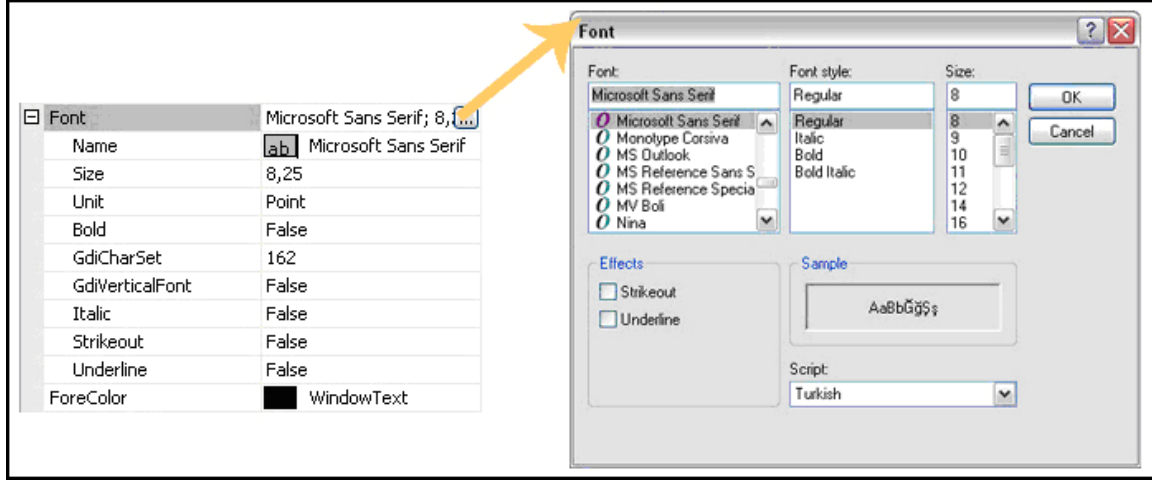 Font Microsoft Sans Serif; 8, ...
Name ab Microsoft Sans Serif
Size 8,25
Unit Point
Bold False
GdiCharSet 162
GdiVerticalFont False
Italic False
Strikeout False
Underline False
ForeColor WindowText
Font
Font: Font style: Size:
Microsoft Sans Serif Regular 8 OK
Microsoft Sans Serif Regular 8
Monotype Corsiva Italic 9 Cancel
MS Outlook Bold 10
MS Reference Sans S Bold Italic 11
MS Reference Specia 12
MV Boli 14
Nina 16
Effects Sample
Strikeout
AaBbĞğŞş
Underline
Script:
Turkish